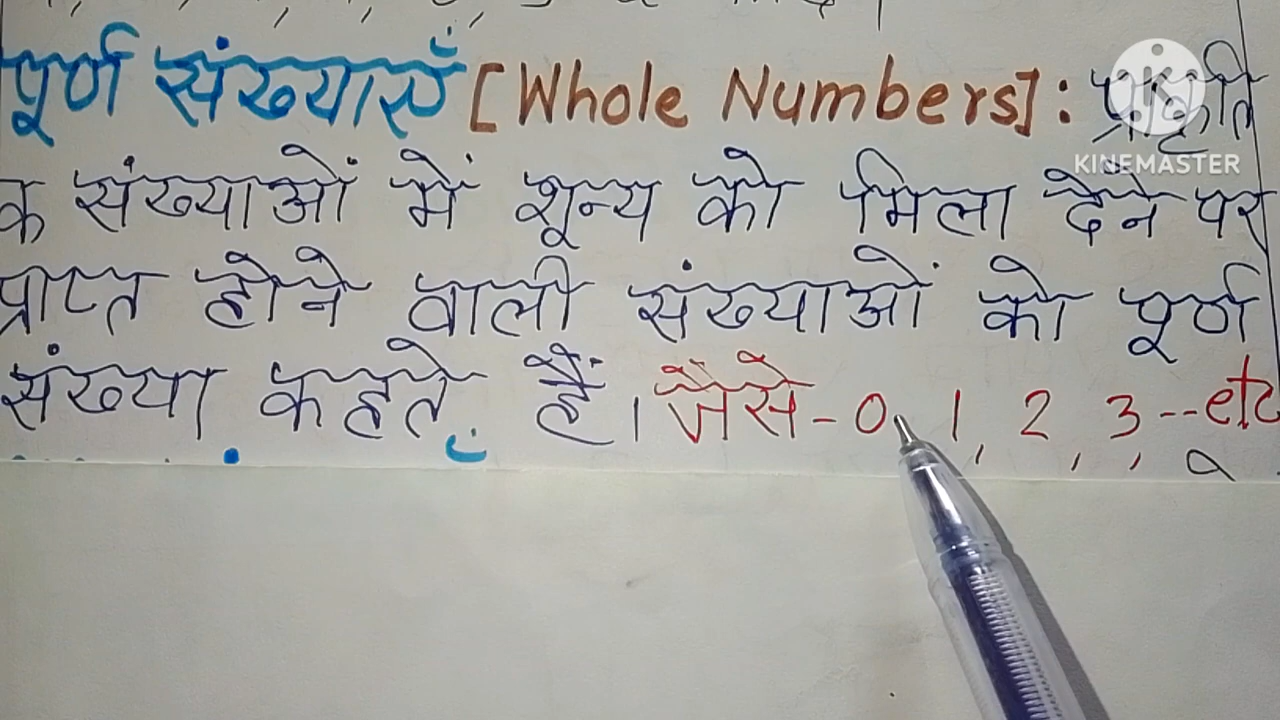 पूर्ण संख्याएँ [Whole Numbers] : प्राकृति
क संख्याओं में शून्य को मिला देने पर
प्राप्त होने वाली संख्याओं को पूर्ण
संख्या कहते हैं। जैसे - 0, 1, 2, 3 -- etc
KINEMASTER